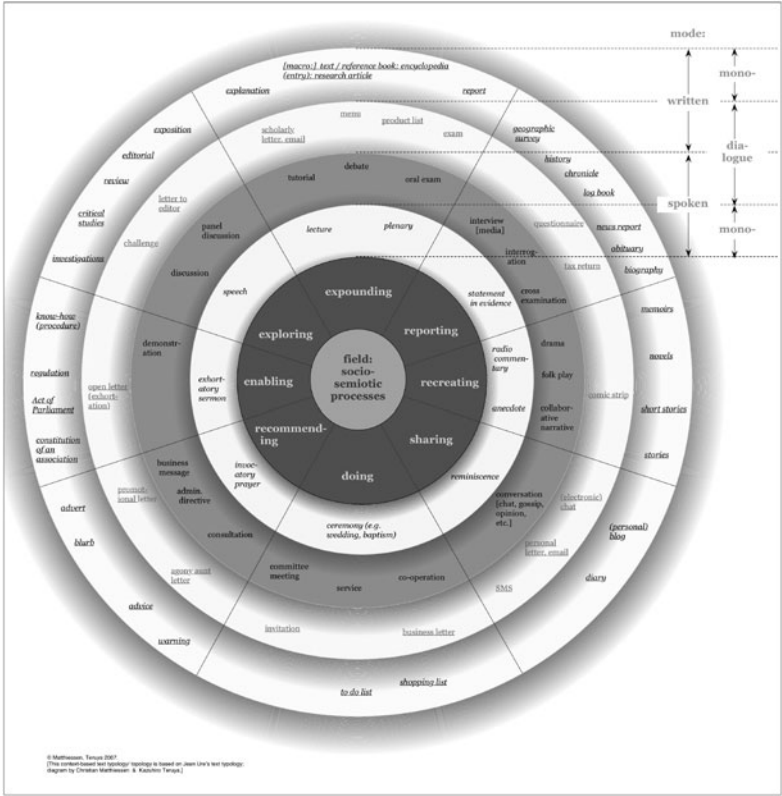 mode:
[macro:] text / reference book: encyclopedia
(entry); research article
explanation
report
mono-
written
exposition
scholarly
letter, email
menu
product list
exam
geographic
survey
editorial
debate
history
dia-
logue
review
tutorial
oral exam
chronicle
log book
letter to
editor
spoken
critical
studies
panel
discussion
lecture
plenary
interview
[media]
questionnaire
news report
mono-
challenge
interrog-
ation
obituary
investigations
discussion
tax return
biography
speech
expounding
statement
in evidence
cross
examination
know-how
(procedure)
memoirs
exploring
reporting
demonstr-
ation
drama
radio
commen-
tary
field:
socio-
semiotic
processes
novels
regulation
open letter
(exhort-
ation)
exhort-
atory
sermon
enabling
recreating
folk play
comic strip
Act of
Parliament
anecdote
collabor-
ative
narrative
short stories
constitution
of an
association
recommend-
ing
sharing
stories
business
message
invoc-
atory
prayer
doing
reminiscence
promot-
ional letter
admin.
directive
conversation
[chat, gossip,
opinion,
etc.]
(electronic)
chat
advert
blurb
consultation
ceremony (e.g.
wedding, baptism)
personal
letter, email
(personal)
blog
agony aunt
letter
committee
meeting
service
co-operation
SMS
diary
advice
invitation
business letter
warning
to do list
shopping list
© Matthiessen, Teruya 2007
[This context-based text typology/ topology is based on Jean Ure's text typology;
diagram by Christian Matthiessen & Kazuhiro Teruya.]